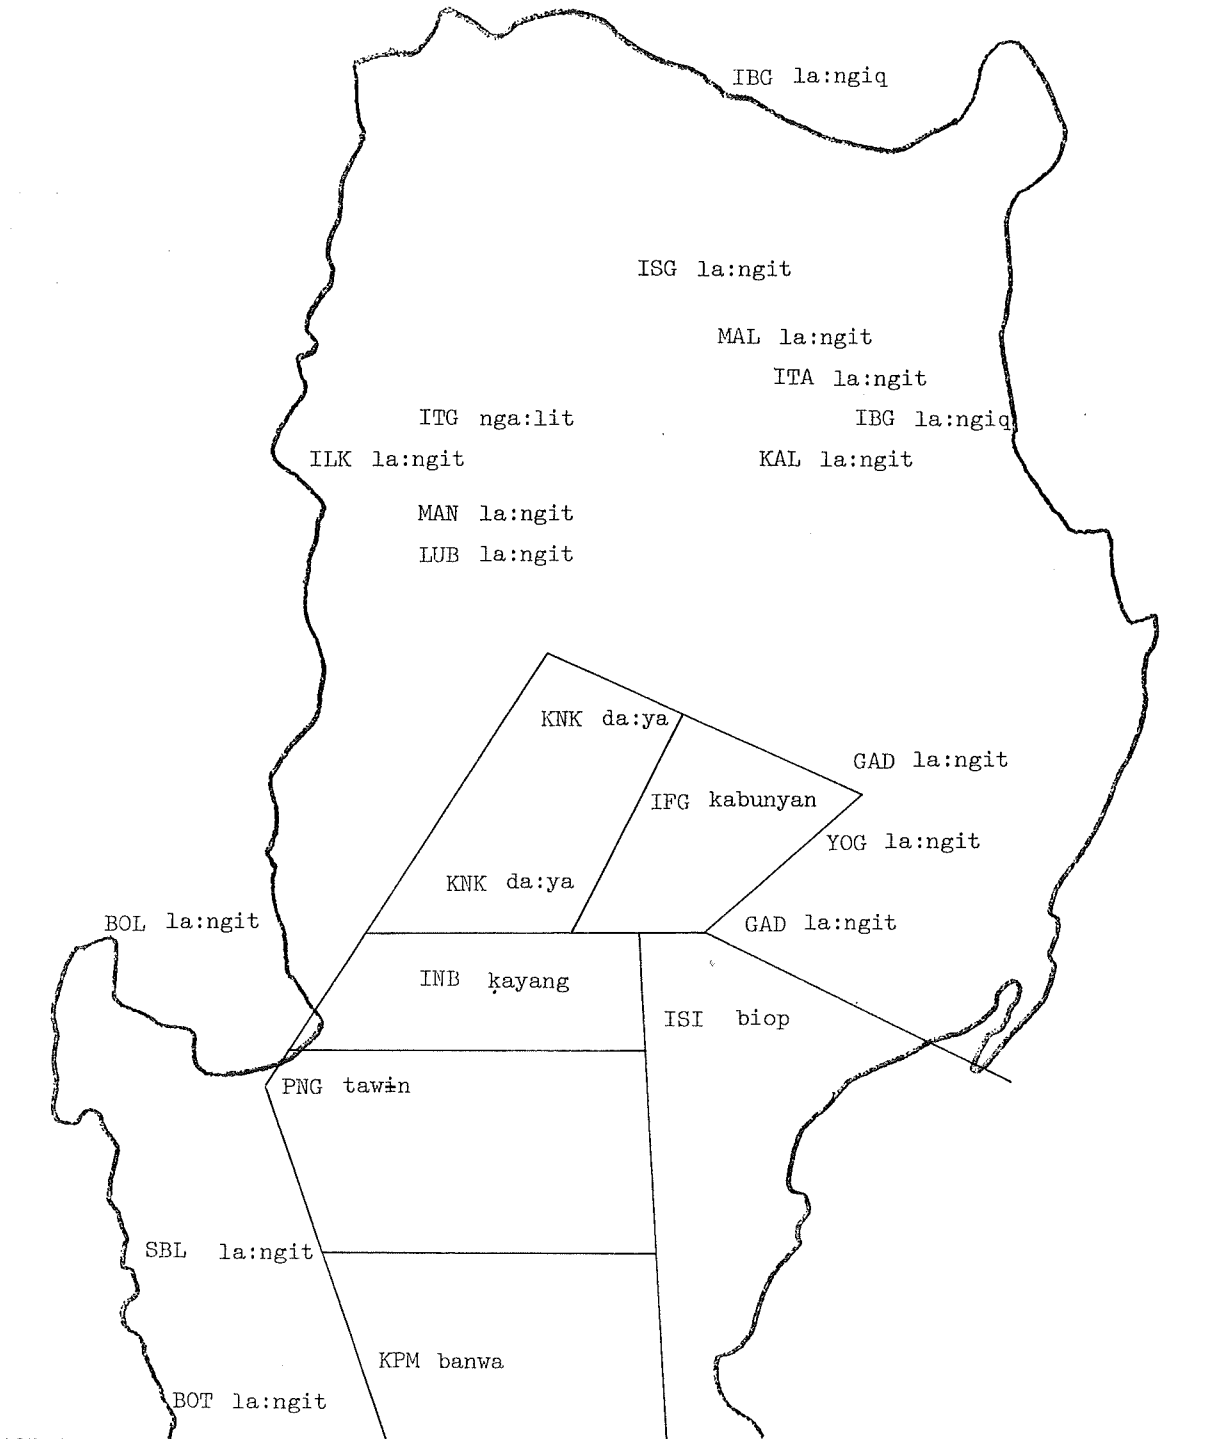 IBG la:ngiq
ISG la:ngit
MAL la:ngit
ITA la:ngit
ITG nga:lit
IBG la:ngiq
ILK la:ngit
KAL la:ngit
MAN la:ngit
LUB la:ngit
KNK da:ya
GAD la:ngit
IFG kabunyan
YOG la:ngit
KNK da:ya
BOL la:ngit
GAD la:ngit
INB ḳayang
ISI biop
PNG tawɨn
SBL la:ngit
KPM banwa
BOT la:ngit